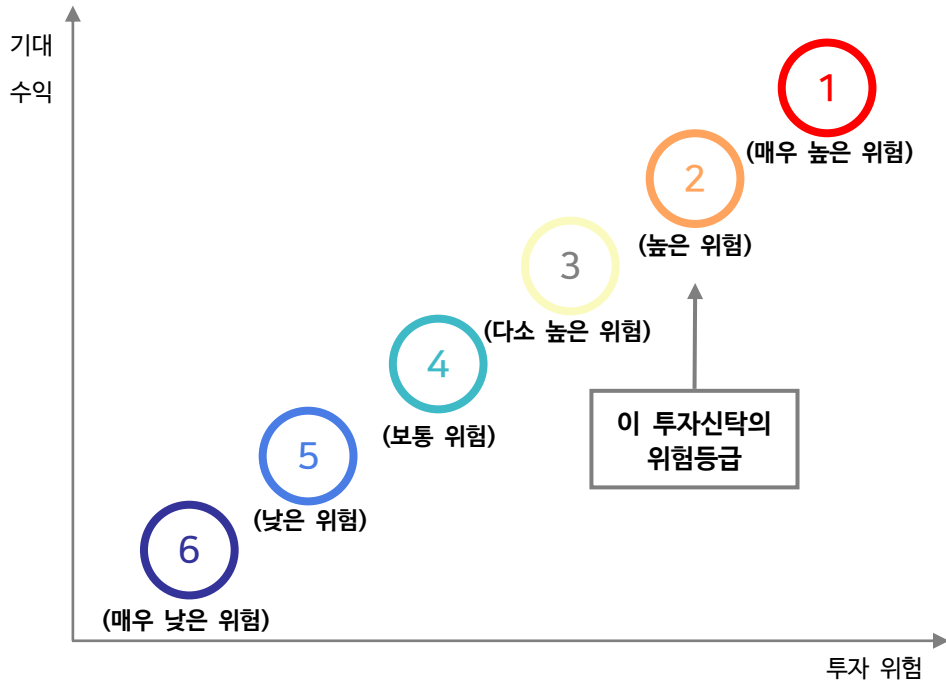 기대
수익
1
(매우 높은 위험)
2
(높은 위험)
3
(다소 높은 위험)
4
(보통 위험)
이 투자신탁의
위험등급
5
(낮은 위험)
6
(매우 낮은 위험)
투자 위험